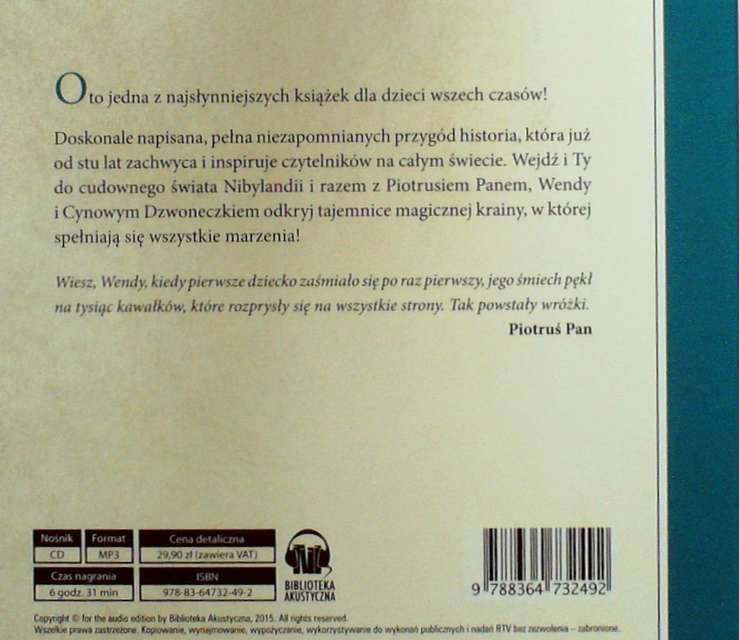 Oto jedna z najsłynniejszych książek dla dzieci wszech czasów!
Doskonale napisana, pełna niezapomnianych przygód historia, która już
od stu lat zachwyca i inspiruje czytelników na całym świecie. Wejdź i Ty
do cudownego świata Nibylandii i razem z Piotrusiem Panem, Wendy
i Cynowym Dzwoneczkiem odkryj tajemnice magicznej krainy, w której
spełniają się wszystkie marzenia!
Wiesz, Wendy, kiedy pierwsze dziecko zaśmiało się po raz pierwszy, jego śmiech pękł
na tysiąc kawałków, które rozprysły się na wszystkie strony. Tak powstały wróżki.
Piotruś Pan
Nośnik Format Cena detaliczna
CD MP3 29,90 zł (zawiera VAT)
Czas nagrania ISBN
6 godz. 31 min 978-83-64732-49-2
BIBLIOTEKA
AKUSTYCZNA
9 788364 732492
Copyright © for the audio edition by Biblioteka Akustyczna, 2015. All rights reserved.
Wszelkie prawa zastrzeżone. Kopiowanie, wynajmowanie, wypożyczanie, wykorzystywanie do wykonań publicznych i nadań RTV bez zezwolenia – zabronione.